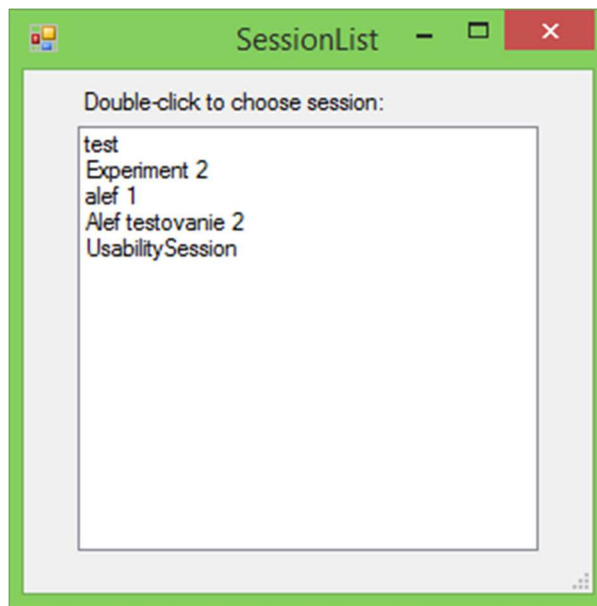 SessionList
Double-click to choose session:
test
Experiment 2
alef 1
Alef testovanie 2
UsabilitySession